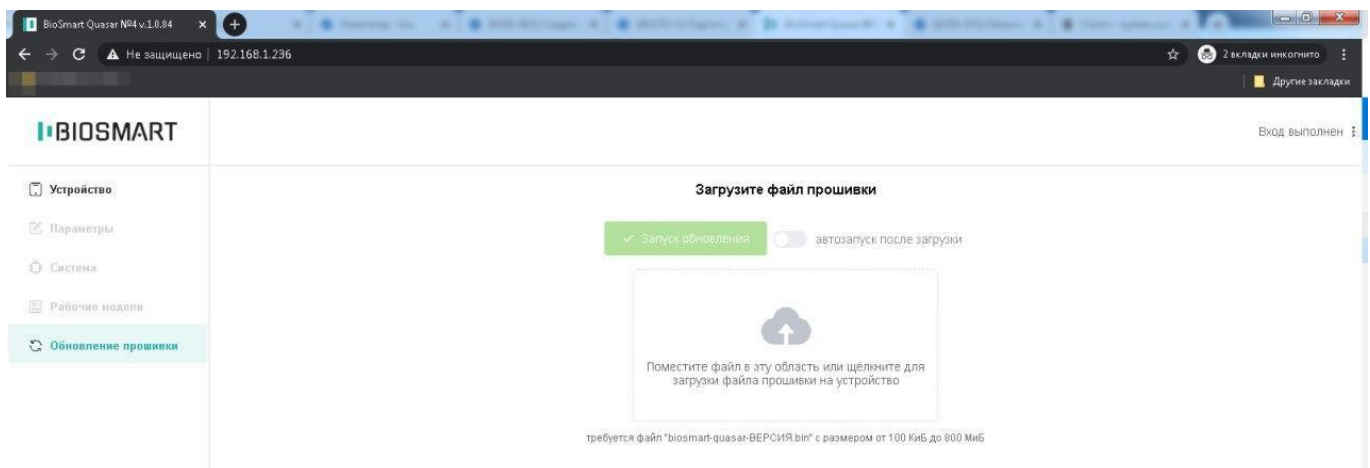 BioSmart Quasar №4 v.1.0.84
Не защищено
192.168.1.236
2 вкладки инкогнито
Другие закладки
BIOSMART
Вход выполнен
Устройство
Параметры
Система
Рабочие модели
Обновление прошивки
Загрузите файл прошивки
Запуск обновления
автозапуск после загрузки
Поместите файл в эту область или щёлкните для
загрузки файла прошивки на устройство
требуется файл "biosmart-quasar-ВЕРСИЯ.bin" с размером от 100 КиБ до 800 МиБ